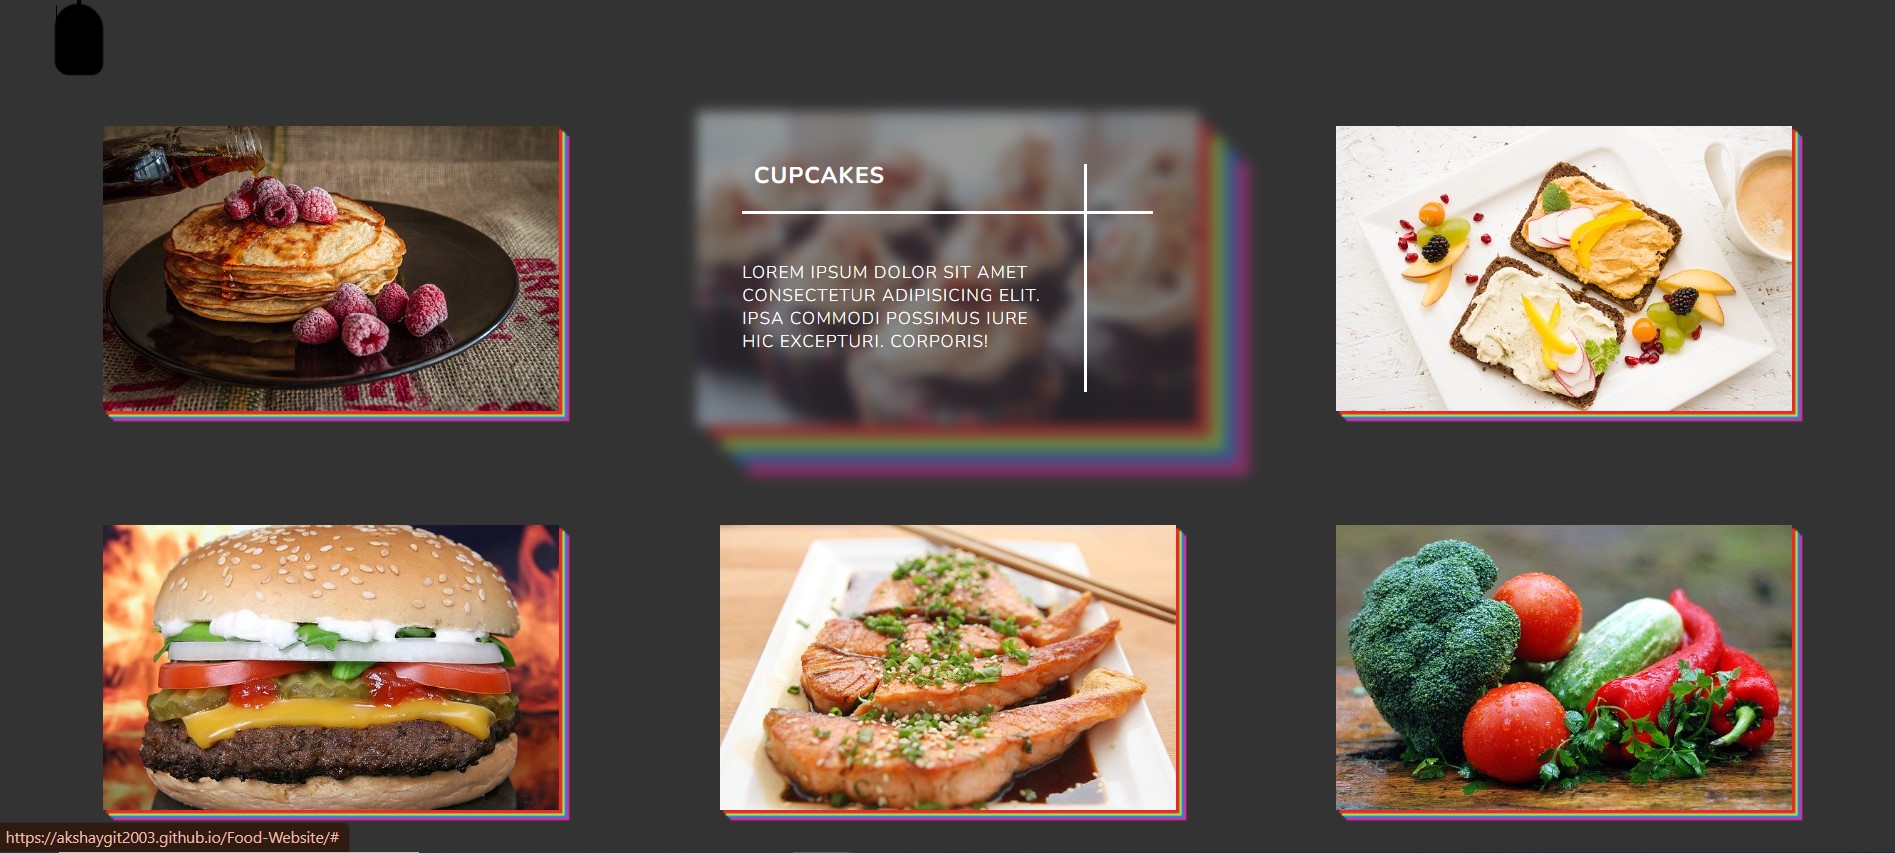 CUPCAKES
LOREM IPSUM DOLOR SIT AMET
CONSECTETUR ADIPISICING ELIT.
IPSA COMMODI POSSIMUS IURE
HIC EXCEPTURI. CORPORIS!
https://akshaygit2003.github.io/Food-Website/#